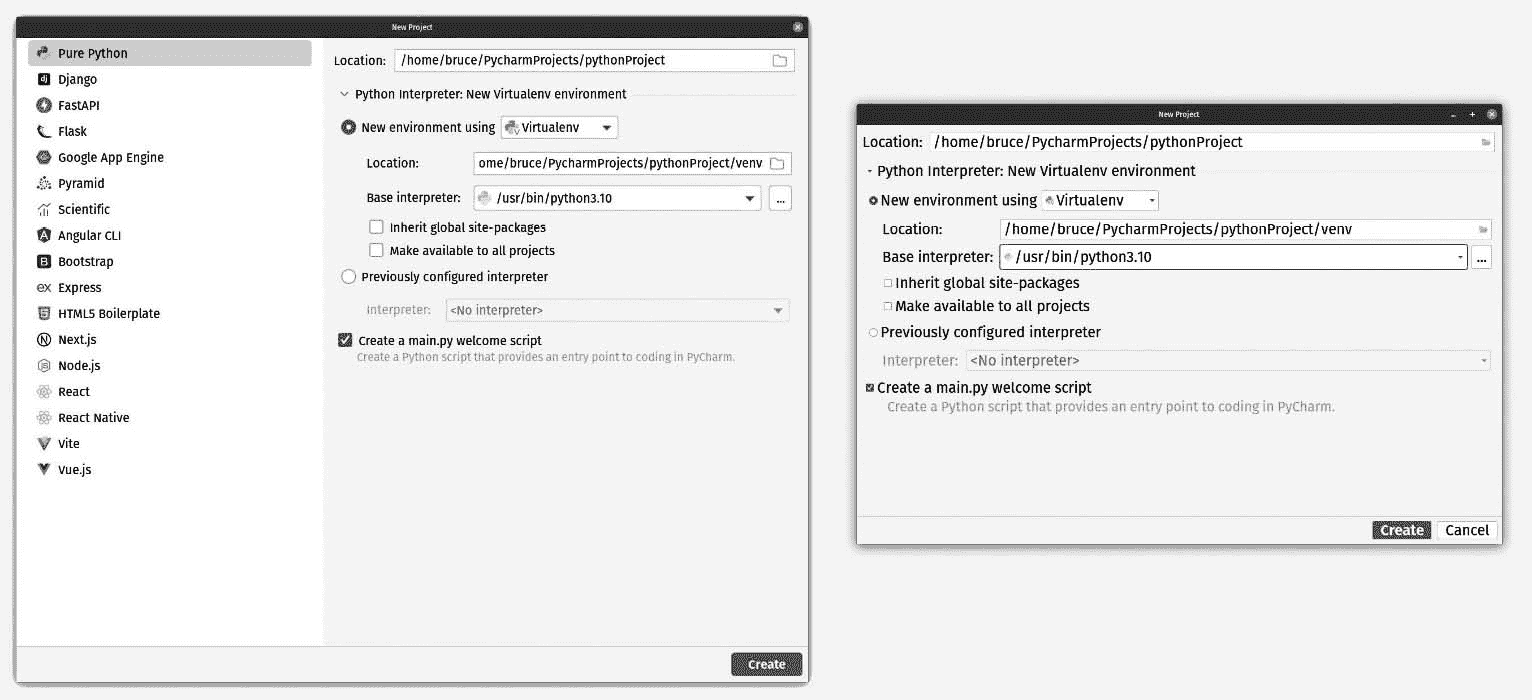 New Project
Pure Python
Django
FastAPI
Flask
Google App Engine
Pyramid
Scientific
Angular CLI
Bootstrap
Express
HTML5 Boilerplate
Next.js
Node.js
React
React Native
Vite
Vue.js
Location: /home/bruce/PycharmProjects/pythonProject
Python Interpreter: New Virtualenv environment
New environment using Virtualenv
Location: ome/bruce/PycharmProjects/pythonProject/venv
Base interpreter: /usr/bin/python3.10 ...
Inherit global site-packages
Make available to all projects
Previously configured interpreter
Interpreter: <No interpreter>
Create a main.py welcome script
Create a Python script that provides an entry point to coding in PyCharm.
Create
New Project
Location: /home/bruce/PycharmProjects/pythonProject
Python Interpreter: New Virtualenv environment
New environment using Virtualenv
Location: /home/bruce/PycharmProjects/pythonProject/venv
Base interpreter: /usr/bin/python3.10 ...
Inherit global site-packages
Make available to all projects
Previously configured interpreter
Interpreter: <No interpreter>
Create a main.py welcome script
Create a Python script that provides an entry point to coding in PyCharm.
Create Cancel